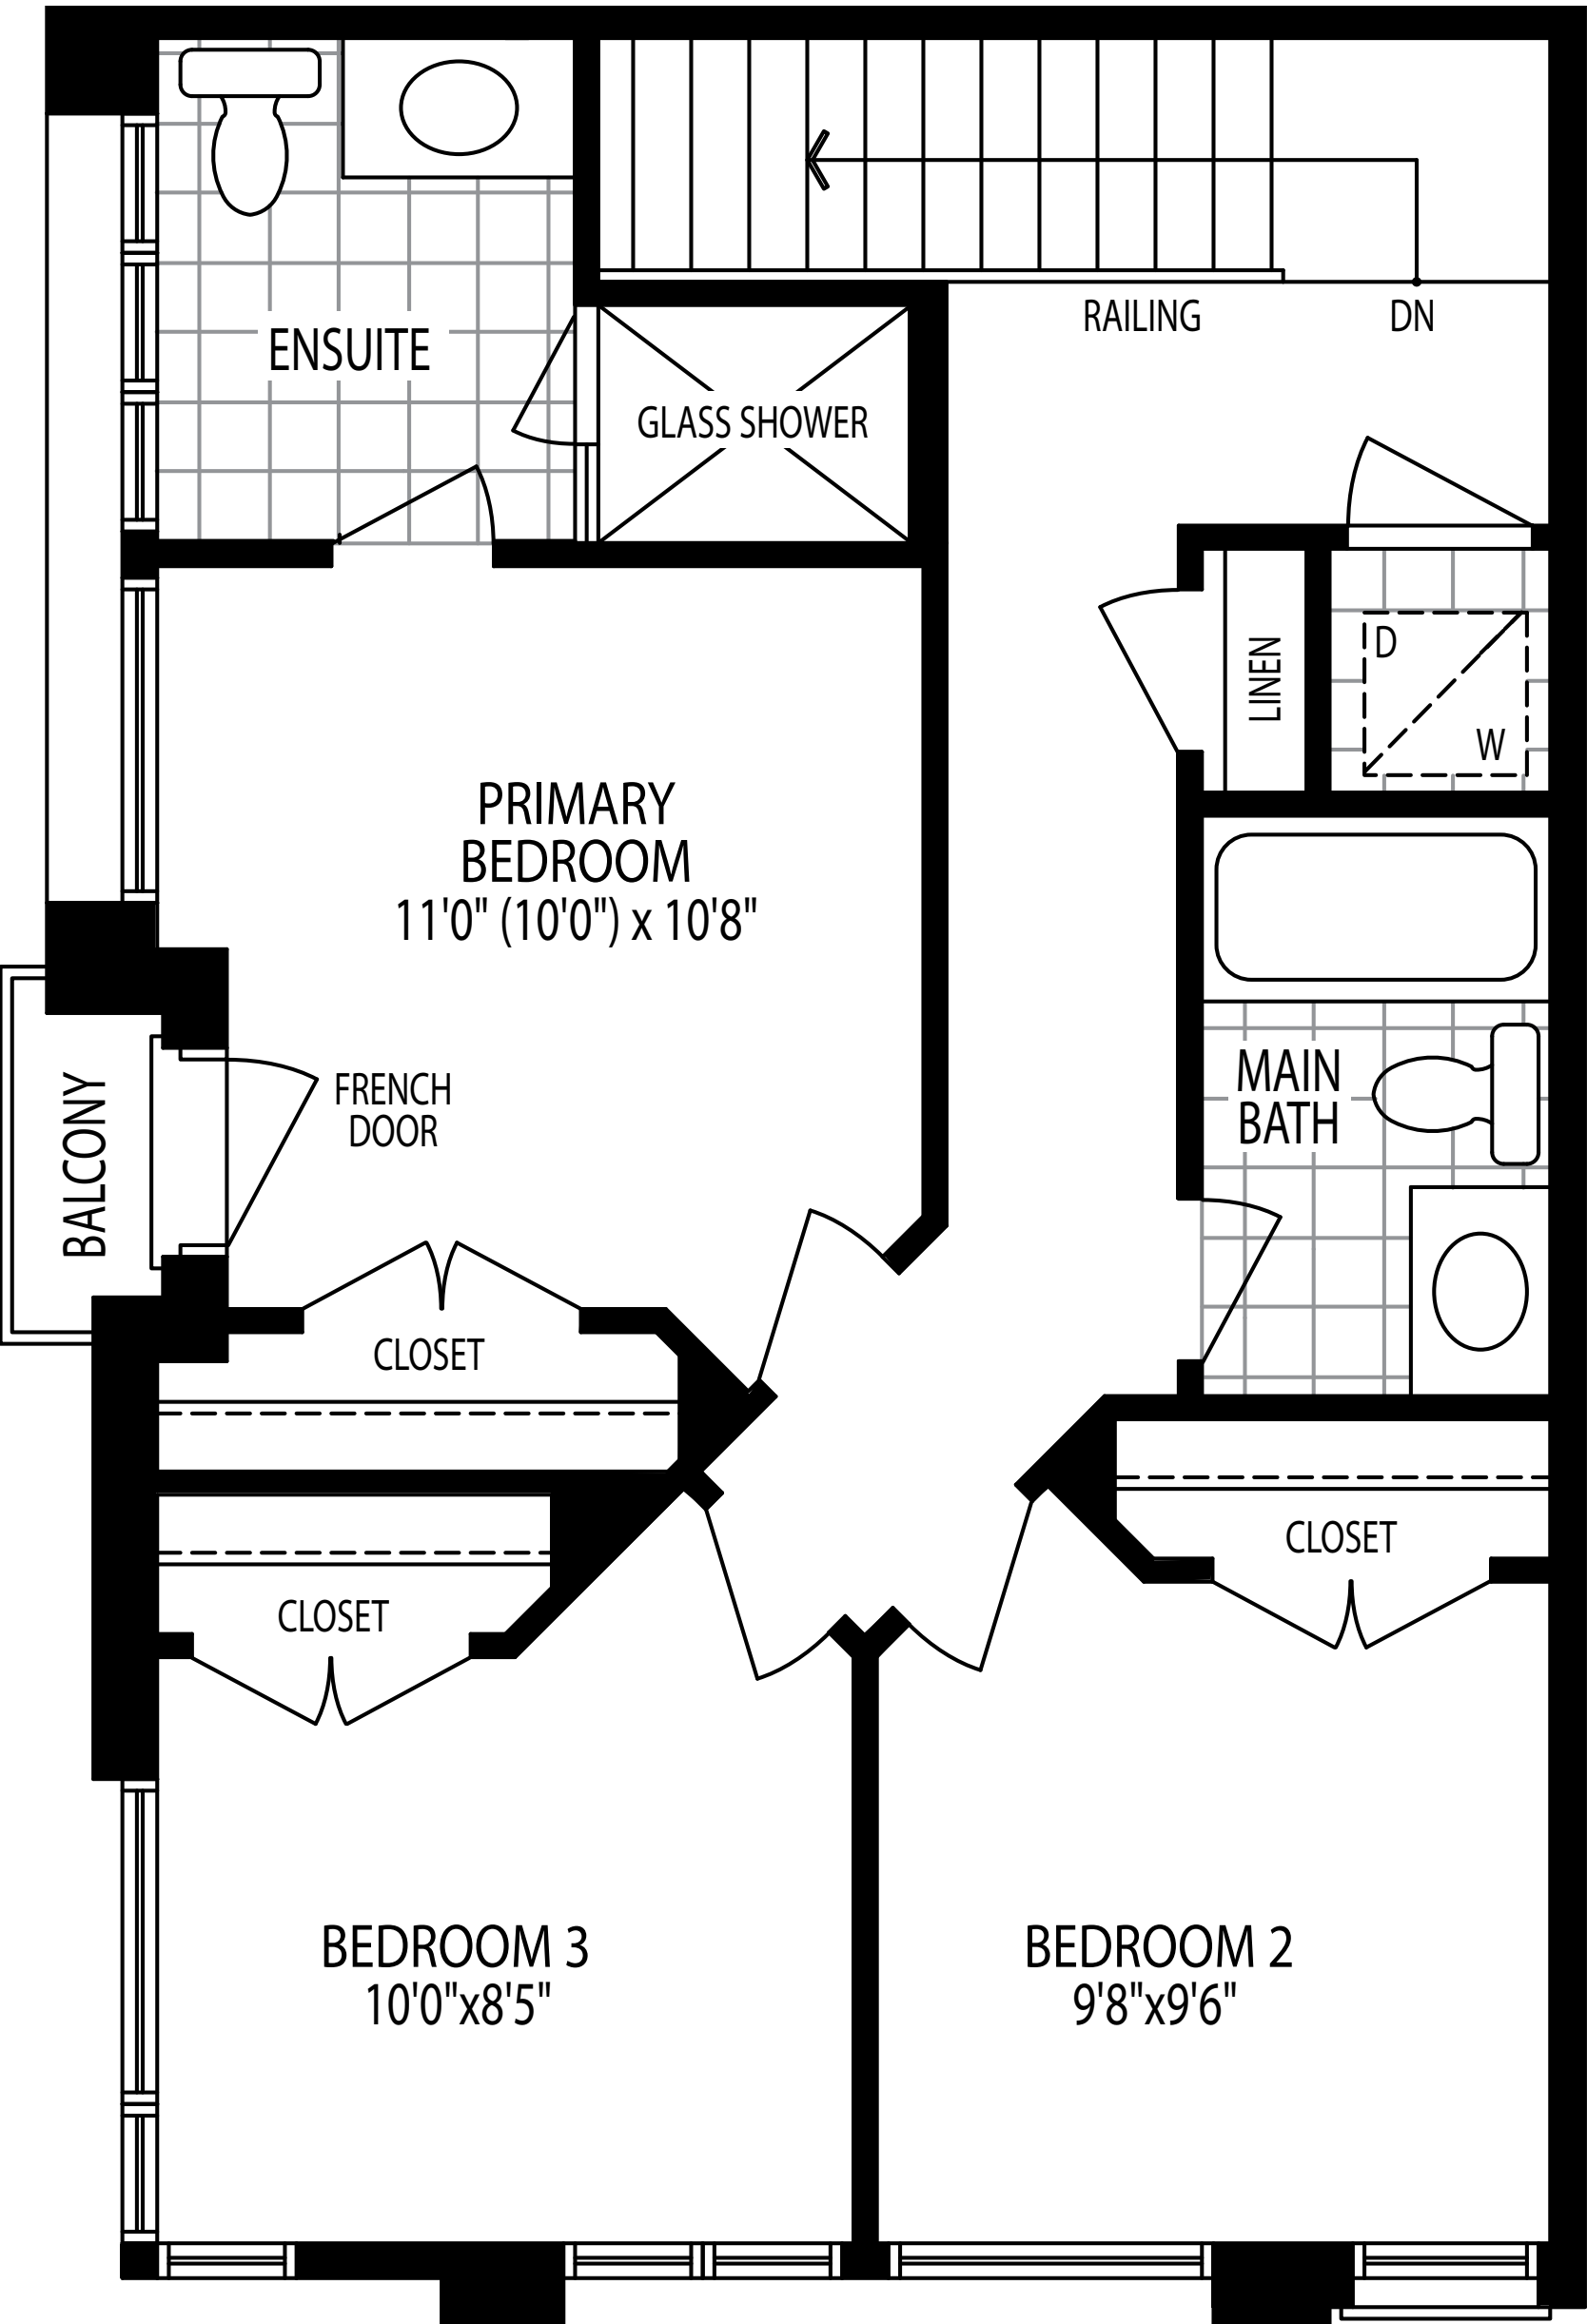 RAILING
DN
ENSUITE
GLASS SHOWER
LINEN
D
W
PRIMARY
BEDROOM
11'0" (10'0") x 10'8"
BALCONY
FRENCH
DOOR
MAIN
BATH
CLOSET
CLOSET
CLOSET
BEDROOM 3
10'0"x8'5"
BEDROOM 2
9'8"x9'6"